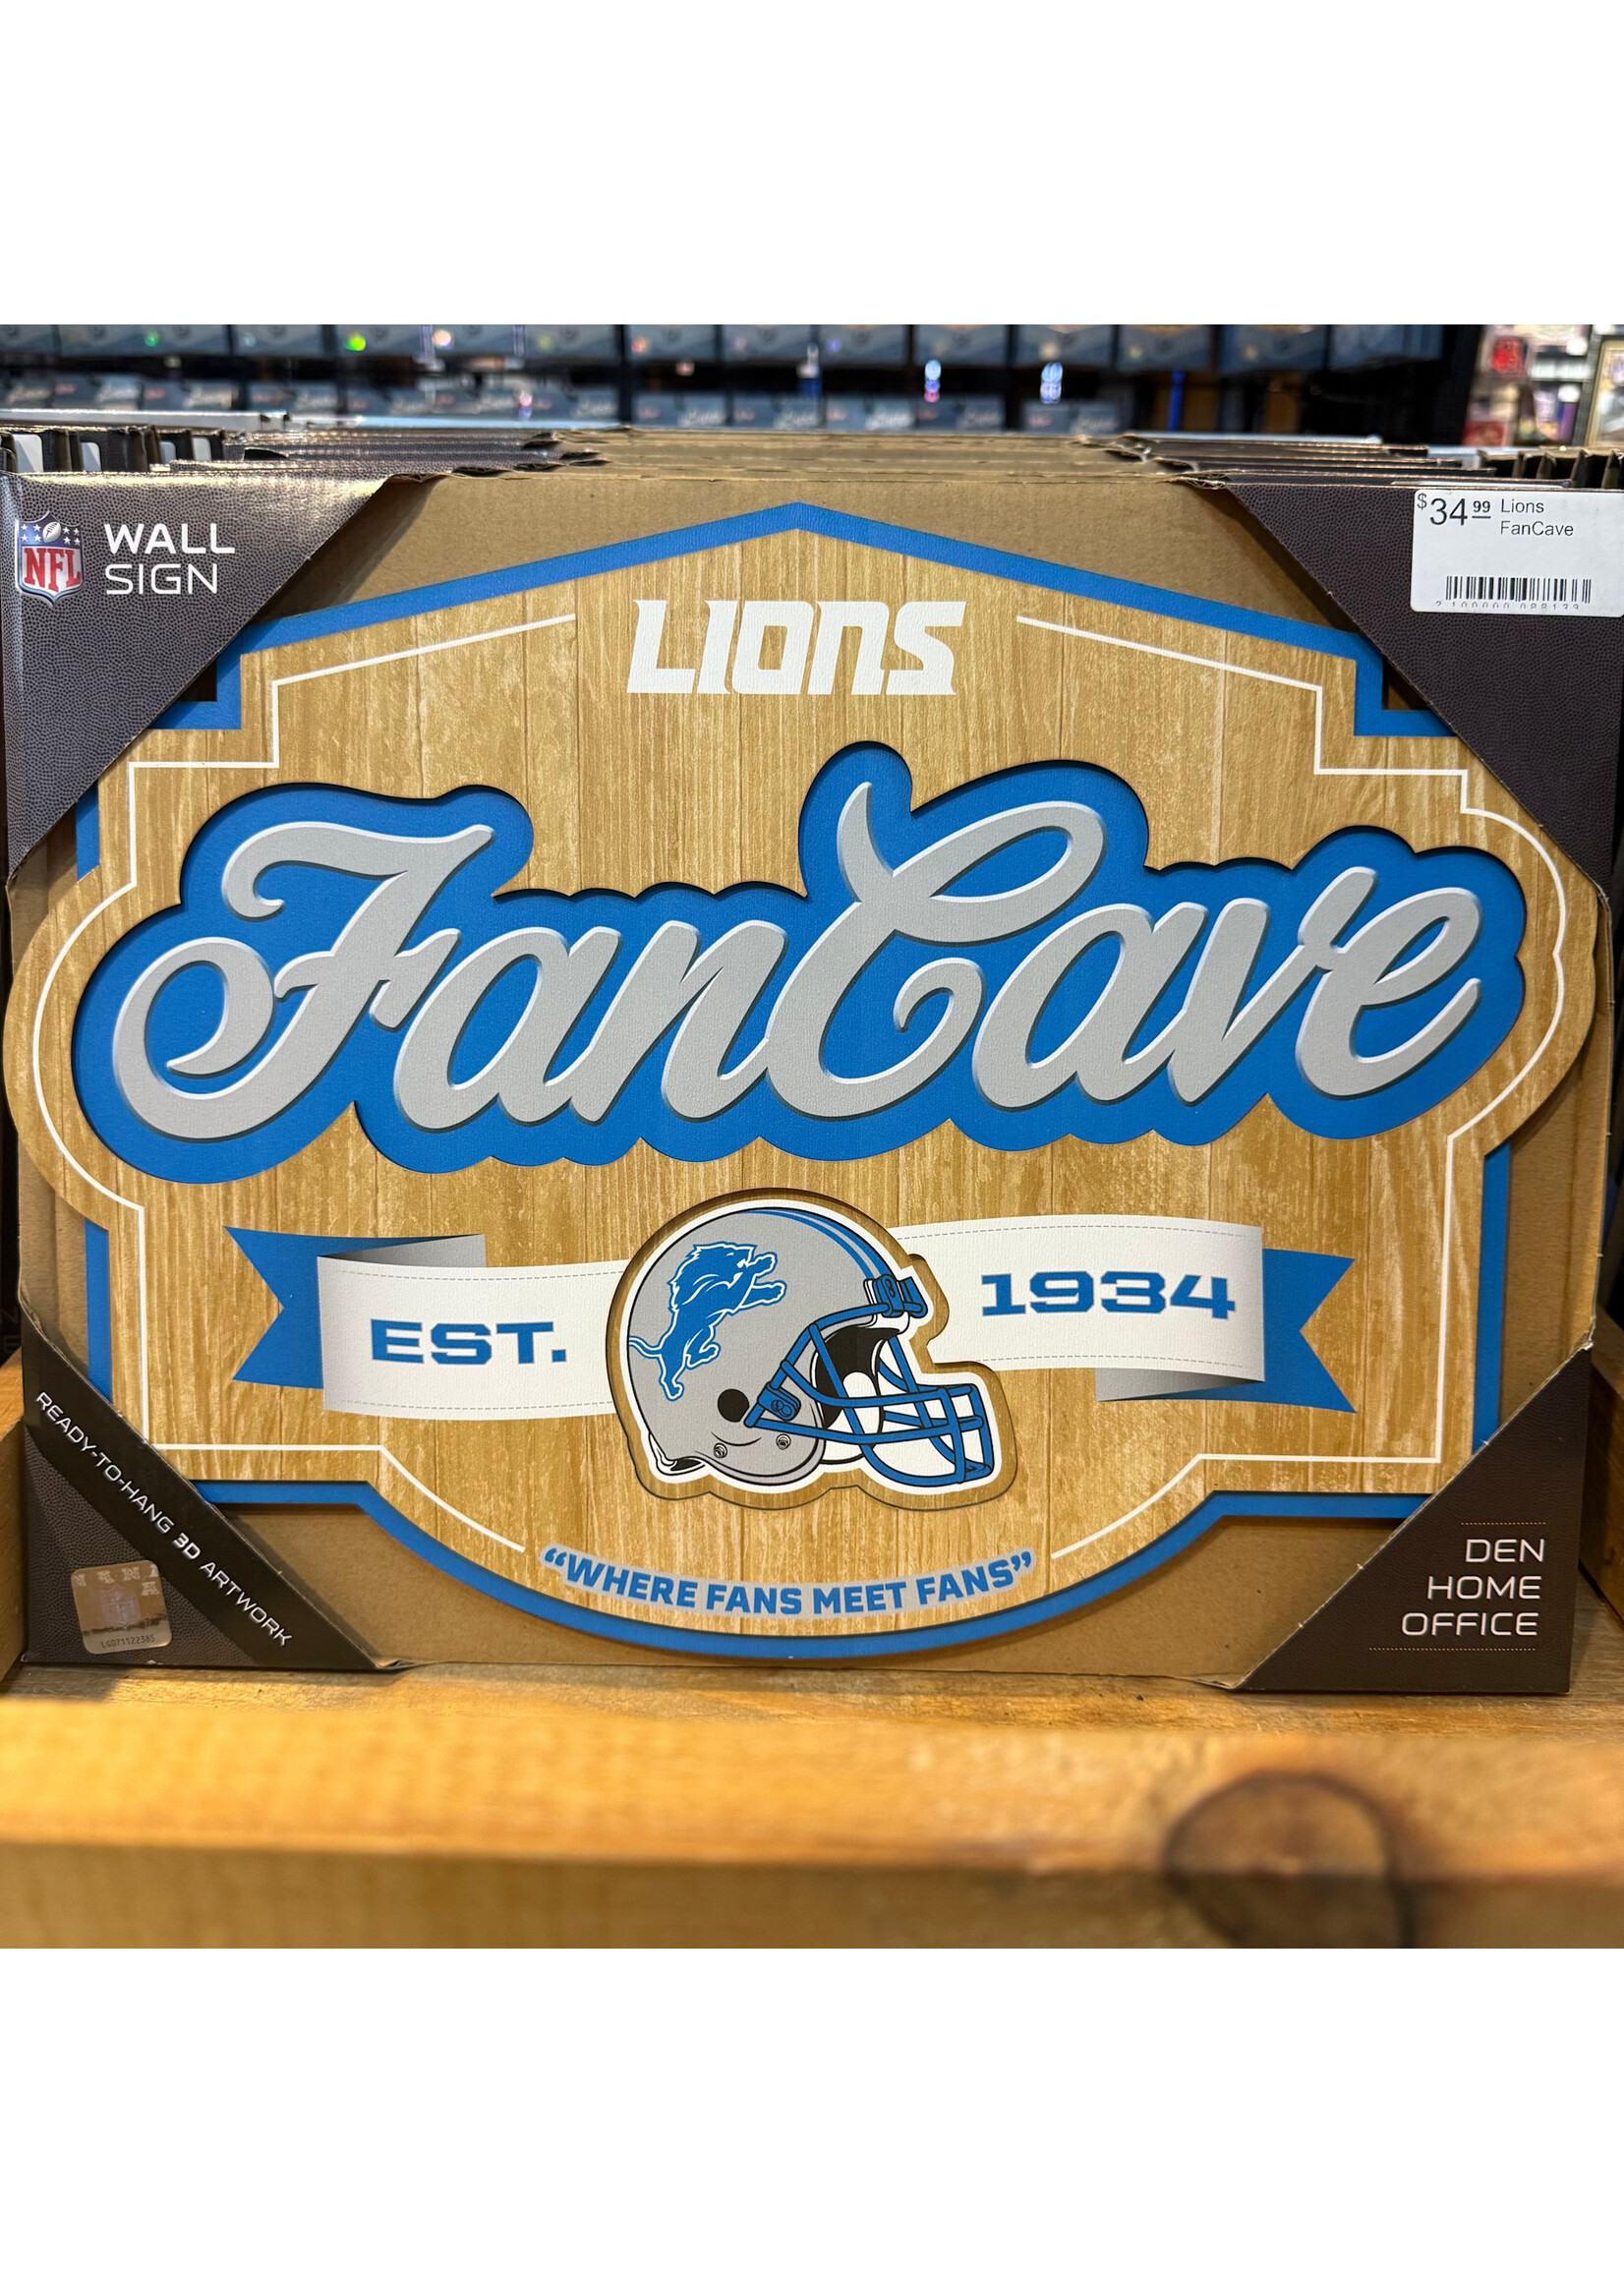 NFL
WALL
SIGN
$34.99 Lions
FanCave
LIONS
FanCave
EST.
1934
"WHERE FANS MEET FANS"
READY-TO-HANG 3D ARTWORK
DEN
HOME
OFFICE